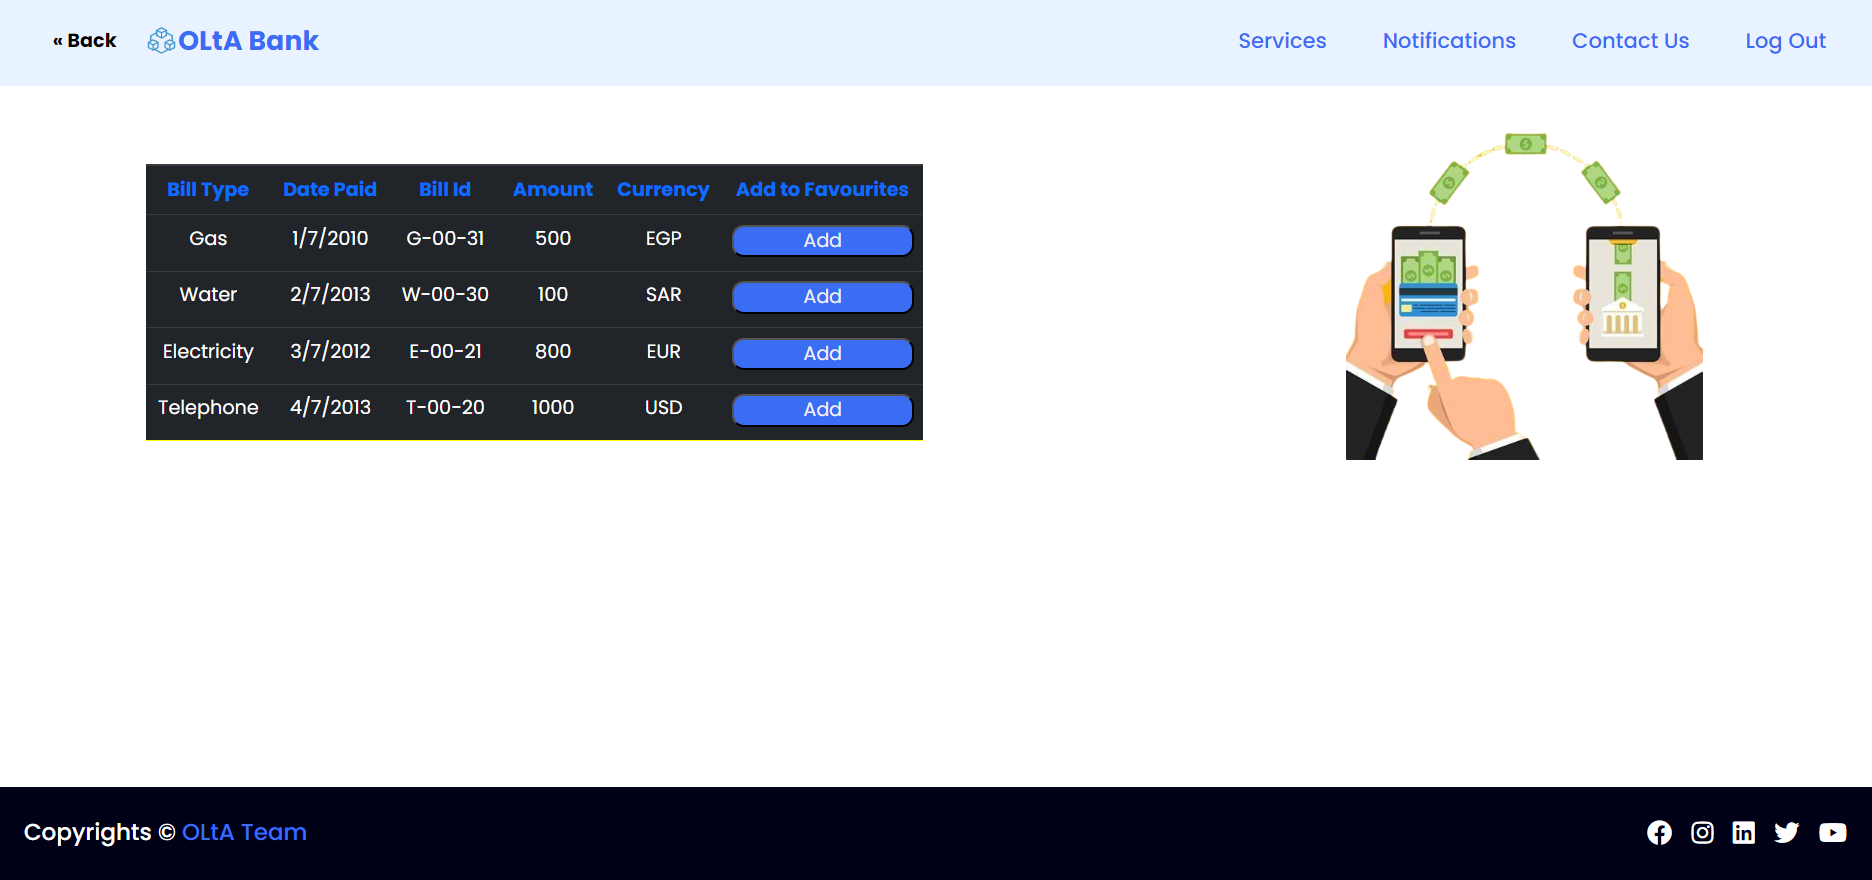 « Back OLtA Bank Services Notifications Contact Us Log Out
Bill Type Date Paid Bill Id Amount Currency Add to Favourites
Gas 1/7/2010 G-00-31 500 EGP Add
Water 2/7/2013 W-00-30 100 SAR Add
Electricity 3/7/2012 E-00-21 800 EUR Add
Telephone 4/7/2013 T-00-20 1000 USD Add
Copyrights © OLtA Team